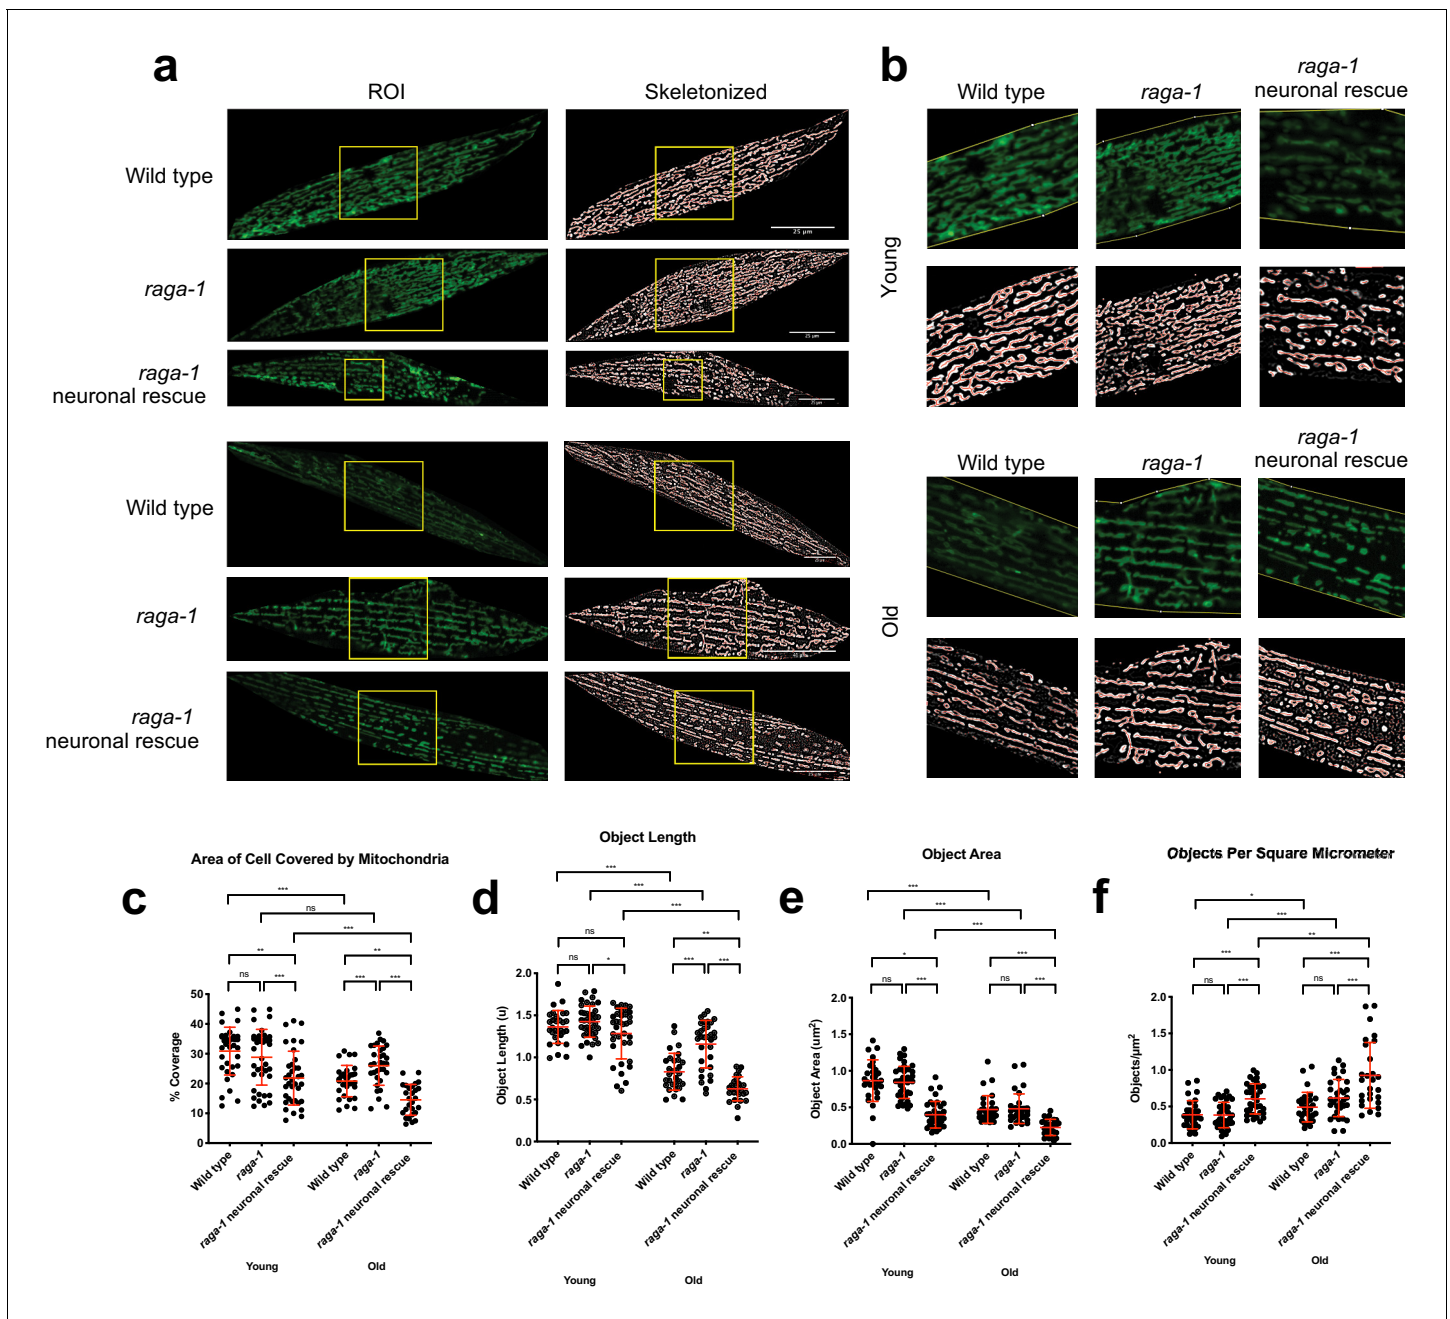 a
ROI
Skeletonized
Wild type
25 µm
raga-1
25 µm
raga-1
neuronal rescue
25 µm
Wild type
raga-1
raga-1
neuronal rescue
b
Wild type
raga-1
raga-1
neuronal rescue
Young
Wild type
raga-1
raga-1
neuronal rescue
Old
c
Area of Cell Covered by Mitochondria
***
ns
***
**
**
ns
***
***
***
% Coverage
50
40
30
20
10
0
Wild type
raga-1
raga-1 neuronal rescue
Wild type
raga-1
raga-1 neuronal rescue
Young
Old
d
Object Length
***
***
***
ns
**
ns
*
***
***
Object Length (u)
2.0
1.5
1.0
0.5
0.0
Wild type
raga-1
raga-1 neuronal rescue
Wild type
raga-1
raga-1 neuronal rescue
Young
Old
e
Object Area
***
***
***
*
***
ns
***
ns
***
Object Area (um²)
2.0
1.5
1.0
0.5
0.0
Wild type
raga-1
raga-1 neuronal rescue
Wild type
raga-1
raga-1 neuronal rescue
Young
Old
f
Objects Per Square Micrometer
*
***
**
***
***
ns
***
ns
***
Objects/µm²
2.0
1.5
1.0
0.5
0.0
Wild type
raga-1
raga-1 neuronal rescue
Wild type
raga-1
raga-1 neuronal rescue
Young
Old